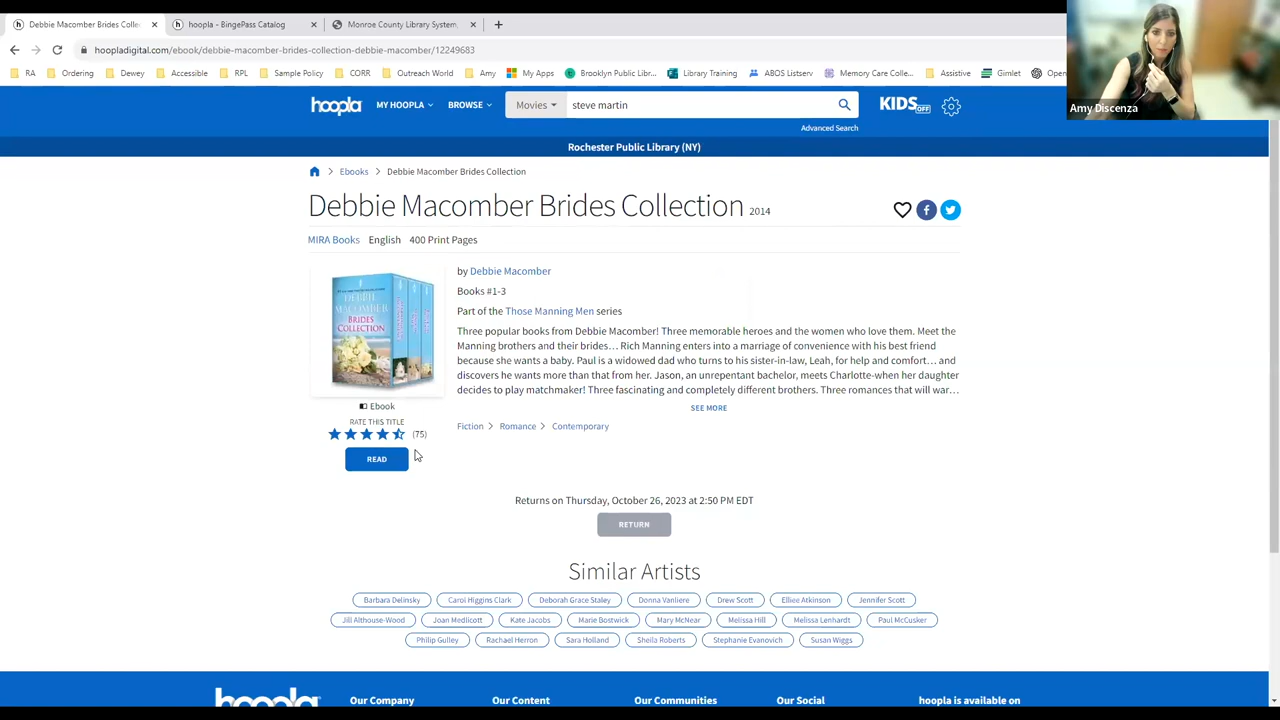 Debbie Macomber Brides Collec
hoopla - BingePass Catalog
Monroe County Library System.
hoopladigital.com/ebook/debbie-macomber-brides-collection-debbie-macomber/12249683
RA Ordering Dewey Accessible RPL Sample Policy CORR Outreach World Amy My Apps Brooklyn Public Libr... Library Training ABOS Listserv Memory Care Colle... Assistive Gimlet Open
Amy Discenza
hoopla MY HOOPLA BROWSE Movies steve martin KIDS OFF
Advanced Search
Rochester Public Library (NY)
Ebooks Debbie Macomber Brides Collection
Debbie Macomber Brides Collection 2014
MIRA Books English 400 Print Pages
DEBBIE
MACOMBER
BRIDES
COLLECTION
by Debbie Macomber
Books #1-3
Part of the Those Manning Men series
Three popular books from Debbie Macomber! Three memorable heroes and the women who love them. Meet the
Manning brothers and their brides… Rich Manning enters into a marriage of convenience with his best friend
because she wants a baby. Paul is a widowed dad who turns to his sister-in-law, Leah, for help and comfort… and
discovers he wants more than that from her. Jason, an unrepentant bachelor, meets Charlotte-when her daughter
decides to play matchmaker! Three fascinating and completely different brothers. Three romances that will war…
SEE MORE
Ebook
RATE THIS TITLE
(75)
READ
Fiction Romance Contemporary
Returns on Thursday, October 26, 2023 at 2:50 PM EDT
RETURN
Similar Artists
Barbara Delinsky Carol Higgins Clark Deborah Grace Staley Donna Vanliere Drew Scott Elliee Atkinson Jennifer Scott
Jill Althouse-Wood Joan Medlicott Kate Jacobs Marie Bostwick Mary McNear Melissa Hill Melissa Lenhardt Paul McCusker
Philip Gulley Rachael Herron Sara Holland Sheila Roberts Stephanie Evanovich Susan Wiggs
hoopla Our Company Our Content Our Communities Our Social hoopla is available on